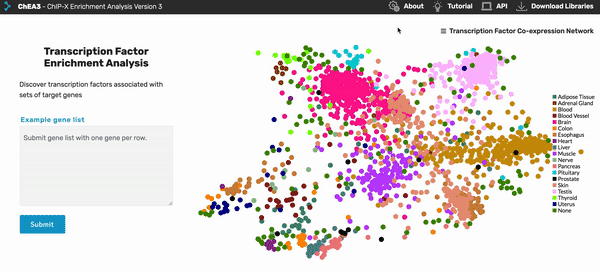 ChEA3 - ChIP-X Enrichment Analysis Version 3
About
Tutorial
API
Download Libraries
Transcription Factor Co-expression Network
Transcription Factor
Enrichment Analysis
Discover transcription factors associated with
sets of target genes
Example gene list
Submit gene list with one gene per row.
Submit
Adipose Tissue
Adrenal Gland
Blood
Blood Vessel
Brain
Colon
Esophagus
Heart
Liver
Muscle
Nerve
Pancreas
Pituitary
Prostate
Skin
Testis
Thyroid
Uterus
None